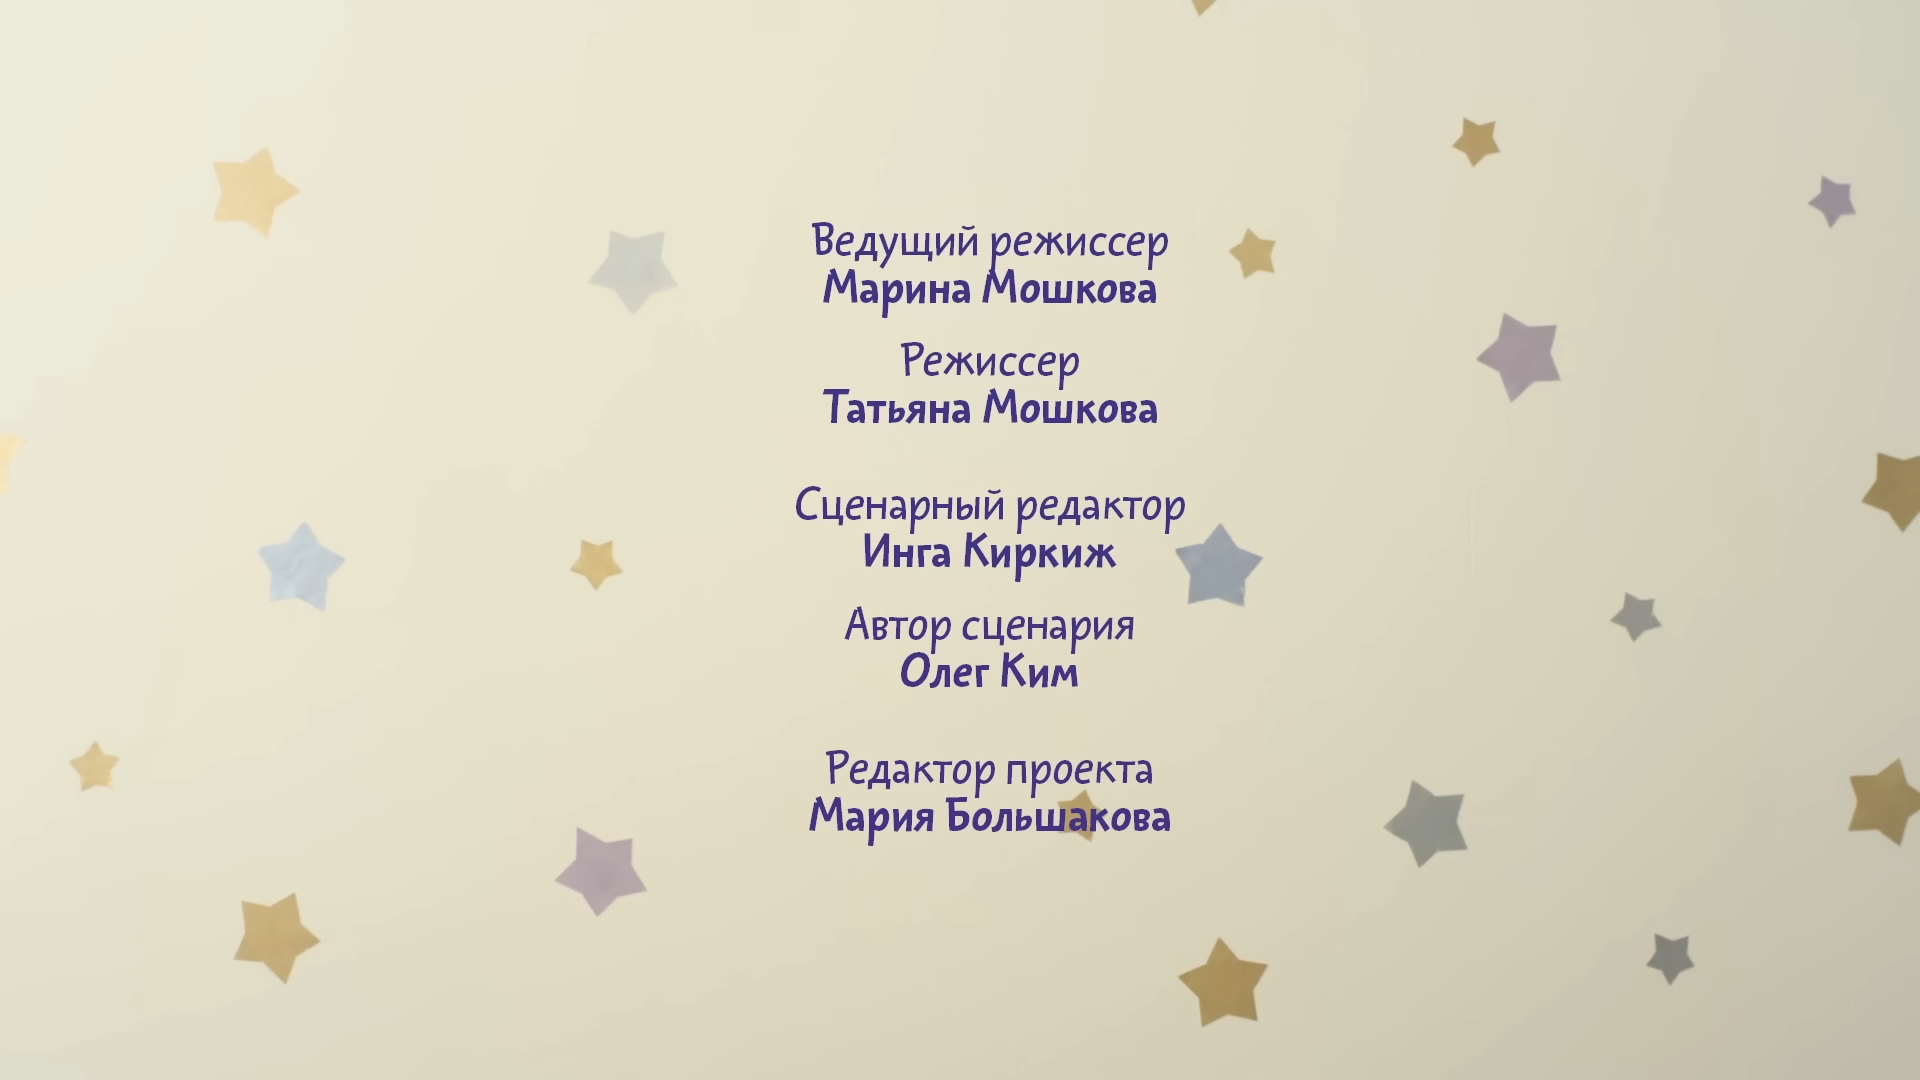 Ведущий режиссер
Марина Мошкова
Режиссер
Татьяна Мошкова
Сценарный редактор
Инга Киркиж
Автор сценария
Олег Ким
Редактор проекта
Мария Большакова